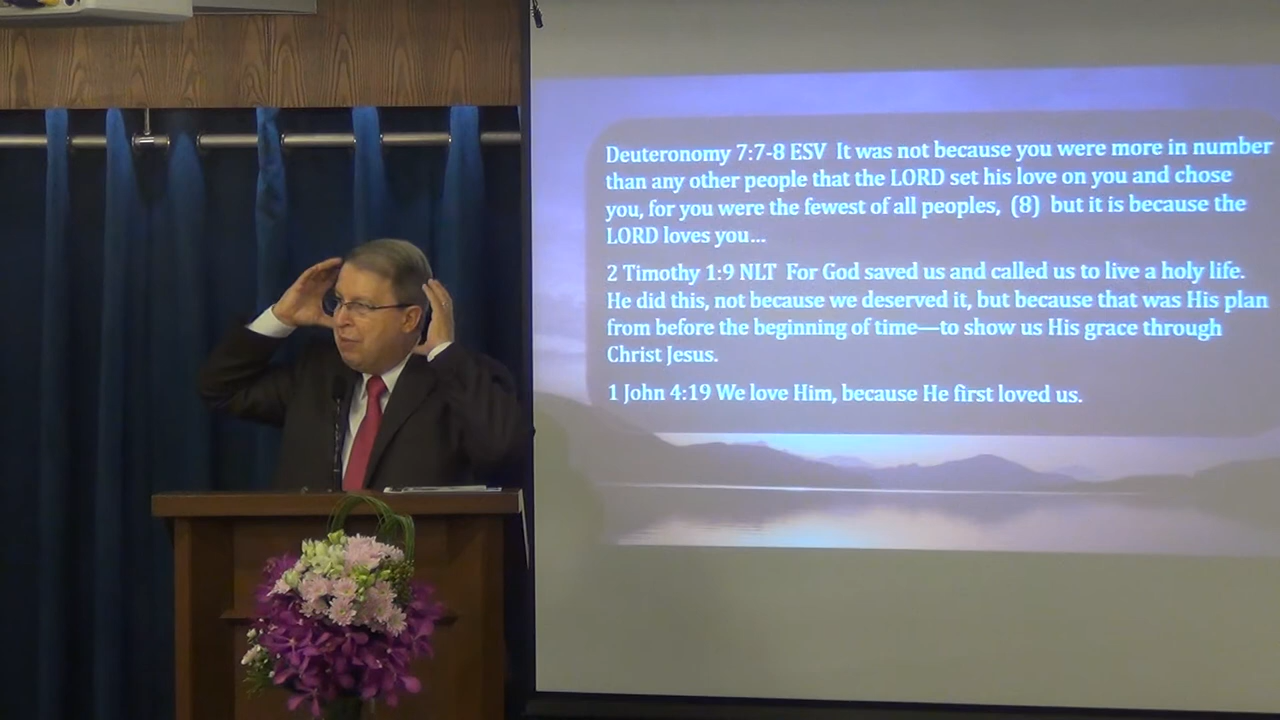 Deuteronomy 7:7-8 ESV  It was not because you were more in number
than any other people that the LORD set his love on you and chose
you, for you were the fewest of all peoples,  (8)  but it is because the
LORD loves you...
2 Timothy 1:9 NLT  For God saved us and called us to live a holy life.
He did this, not because we deserved it, but because that was His plan
from before the beginning of time—to show us His grace through
Christ Jesus.
1 John 4:19 We love Him, because He first loved us.